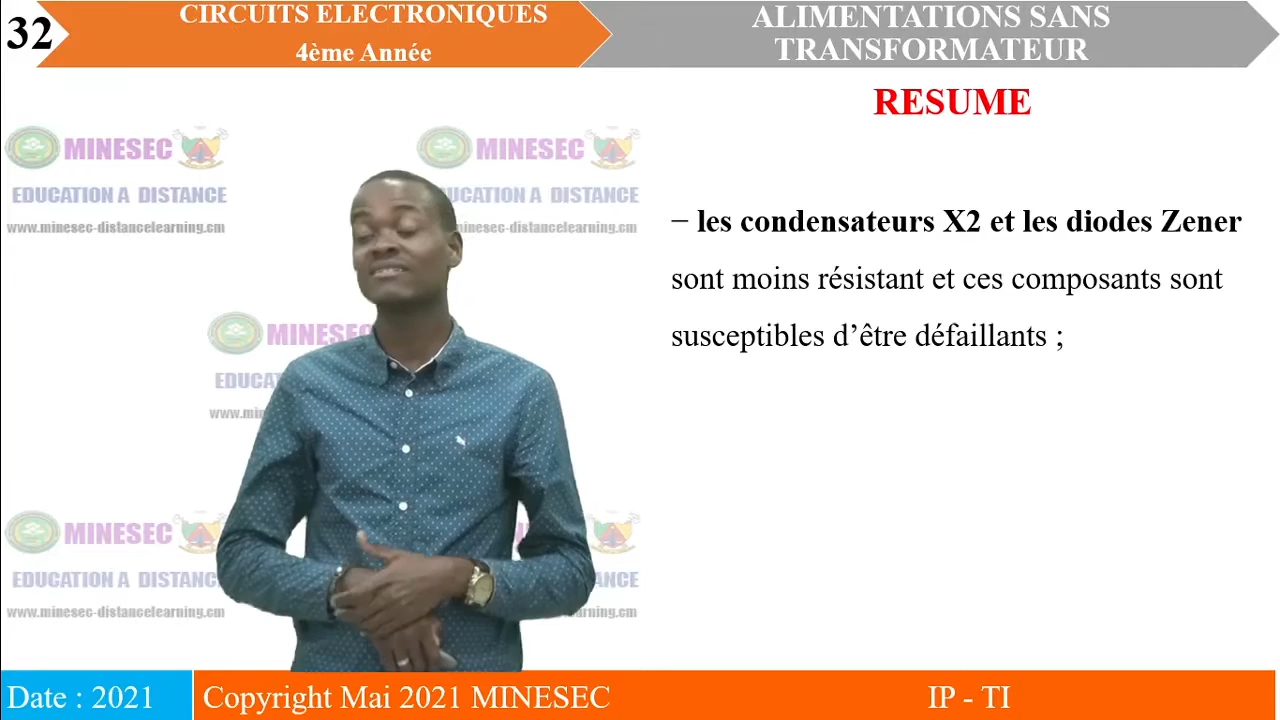 32
CIRCUITS ELECTRONIQUES
4ème Année
ALIMENTATIONS SANS
TRANSFORMATEUR
RESUME
− les condensateurs X2 et les diodes Zener
sont moins résistant et ces composants sont
susceptibles d’être défaillants ;
MINESEC
EDUCATION A DISTANCE
www.minesec-distancelearning.cm
MINESEC
EDUCATION A DISTANCE
www.minesec-distancelearning.cm
MINESEC
MINESEC
EDUCATION A DISTANCE
www.minesec-distancelearning.cm
Date : 2021
Copyright Mai 2021 MINESEC
IP - TI